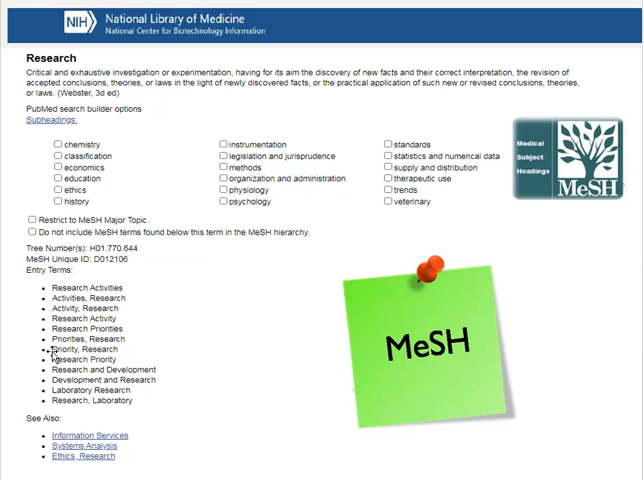 NIH National Library of Medicine
National Center for Biotechnology Information
Research
Critical and exhaustive investigation or experimentation, having for its aim the discovery of new facts and their correct interpretation, the revision of
accepted conclusions, theories, or laws in the light of newly discovered facts, or the practical application of such new or revised conclusions, theories,
or laws. (Webster, 3d ed)
PubMed search builder options
Subheadings:
chemistry
classification
economics
education
ethics
history
instrumentation
legislation and jurisprudence
methods
organization and administration
physiology
psychology
standards
statistics and numerical data
supply and distribution
therapeutic use
trends
veterinary
Medical
Subject
Headings
MeSH
Restrict to MeSH Major Topic.
Do not include MeSH terms found below this term in the MeSH hierarchy.
Tree Number(s): H01.770.644
MeSH Unique ID: D012106
Entry Terms:
Research Activities
Activities, Research
Activity, Research
Research Activity
Research Priorities
Priorities, Research
Priority, Research
Research Priority
Research and Development
Development and Research
Laboratory Research
Research, Laboratory
See Also:
Information Services
Systems Analysis
Ethics, Research
MeSH